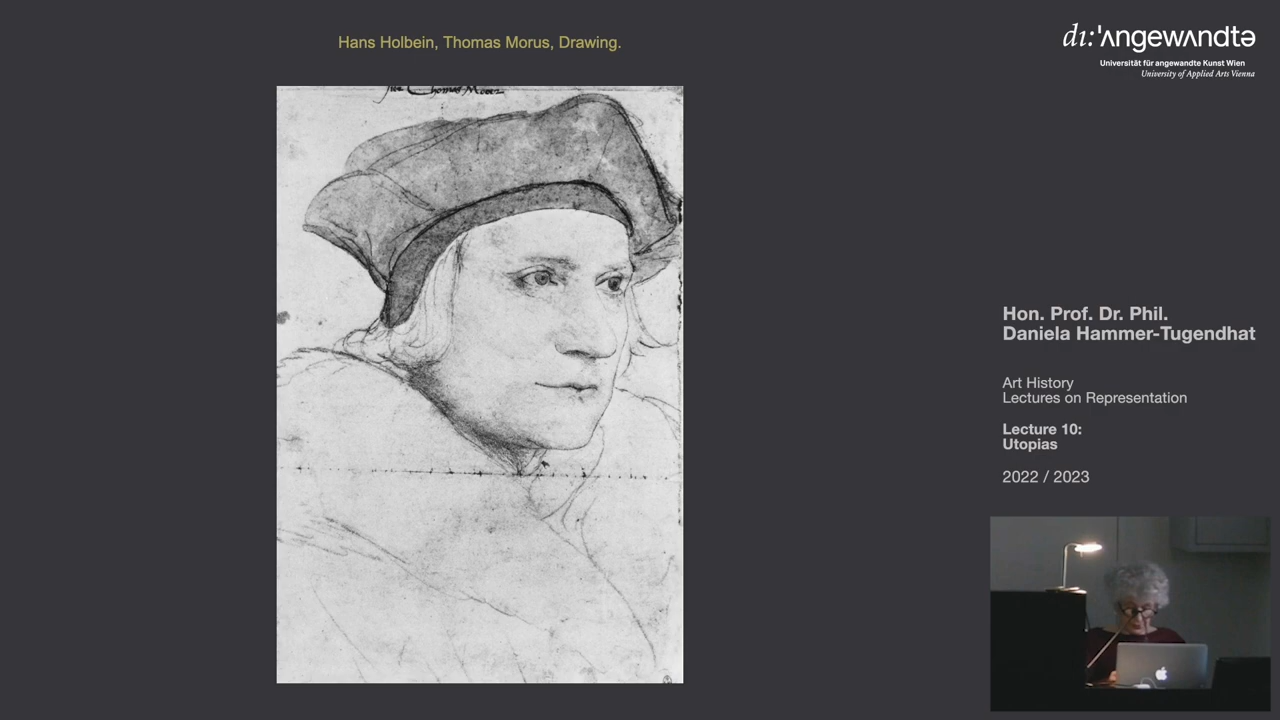 Hans Holbein, Thomas Morus, Drawing.
dı:'ʌngewʌndtə
Universität für angewandte Kunst Wien
University of Applied Arts Vienna
Hon. Prof. Dr. Phil.
Daniela Hammer-Tugendhat
Art History
Lectures on Representation
Lecture 10:
Utopias
2022 / 2023